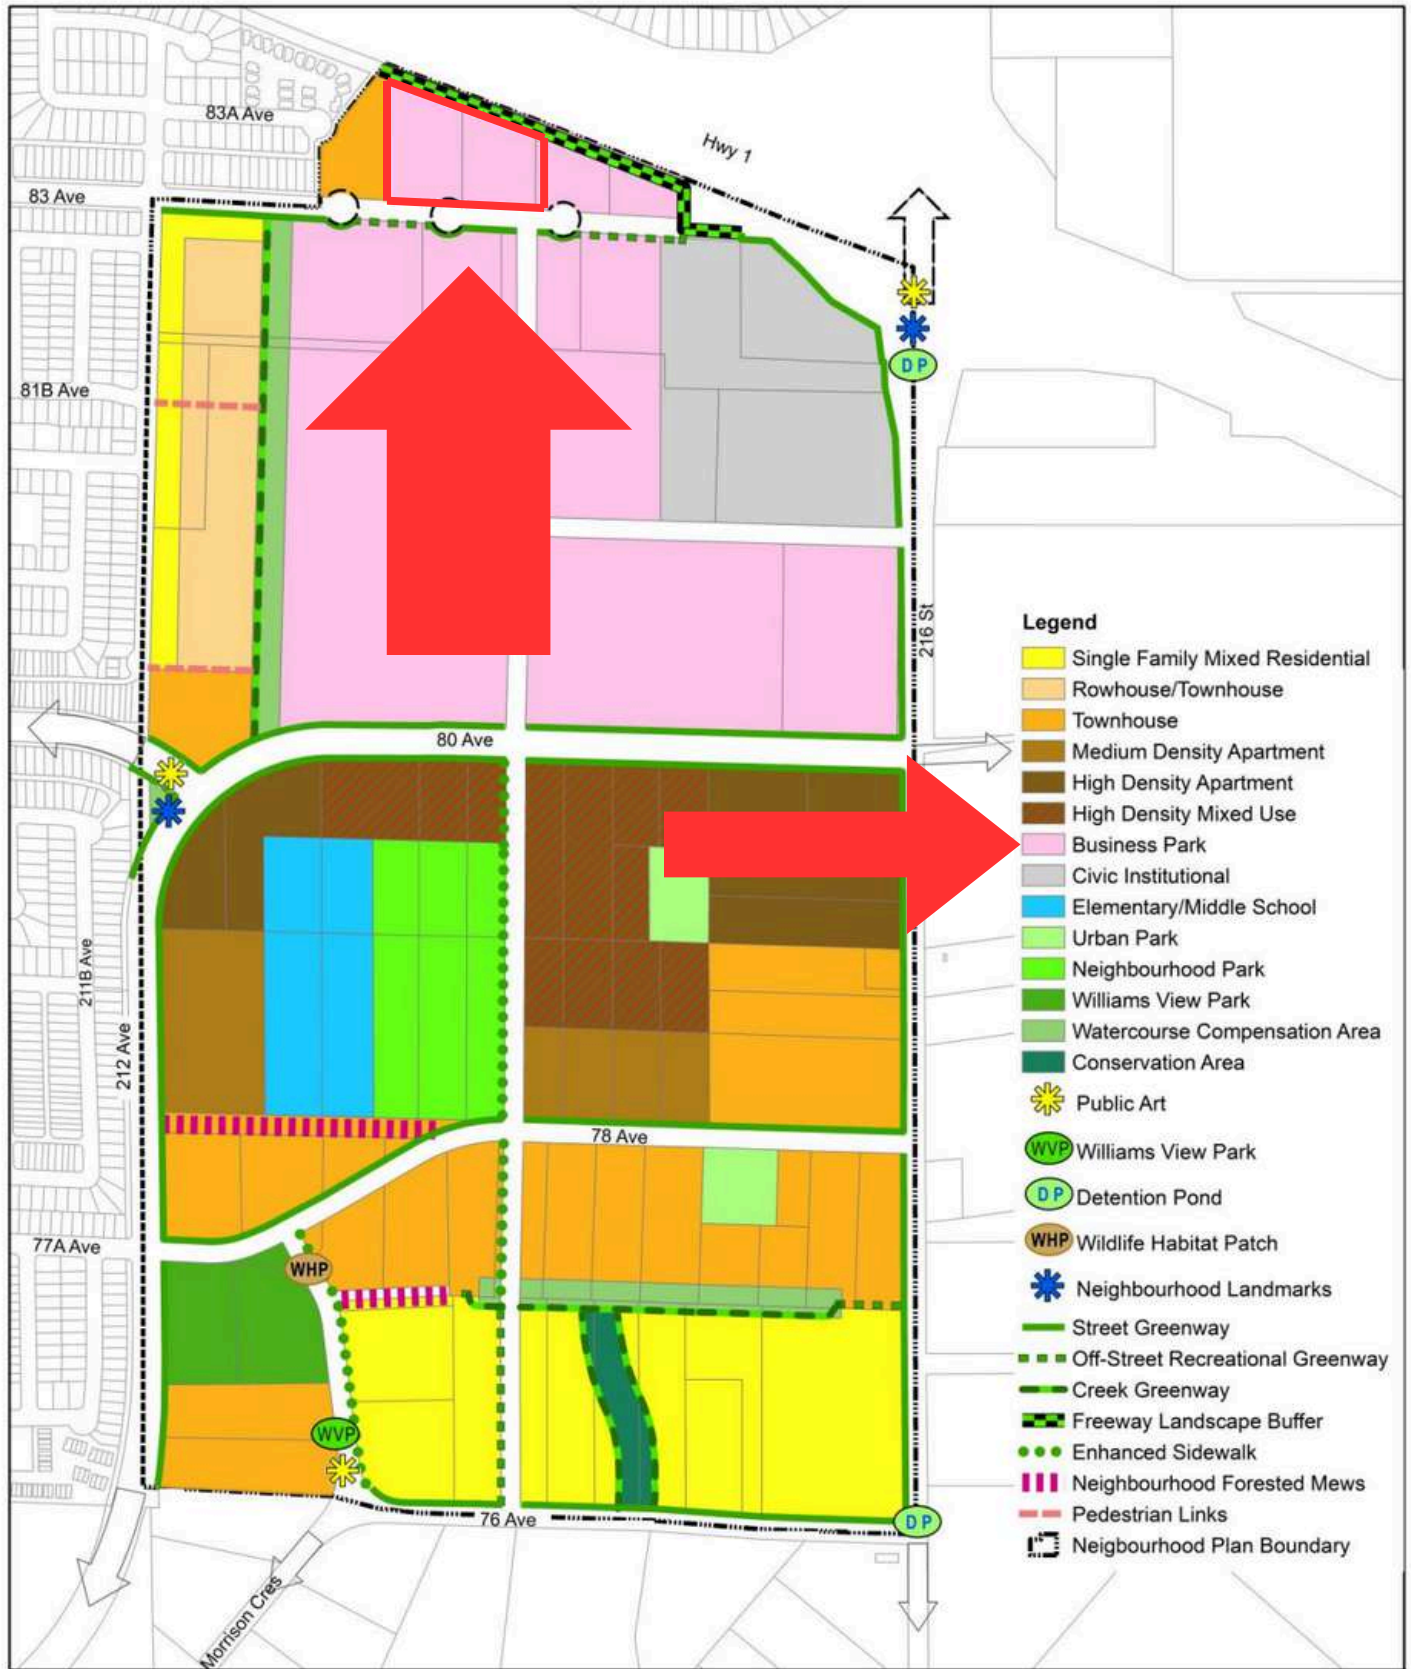 83A Ave
Hwy 1
83 Ave
D P
81B Ave
216 St
80 Ave
211B Ave
212 Ave
78 Ave
77A Ave
WHP
WVP
76 Ave
D P
Morrison Cres
Legend
Single Family Mixed Residential
Rowhouse/Townhouse
Townhouse
Medium Density Apartment
High Density Apartment
High Density Mixed Use
Business Park
Civic Institutional
Elementary/Middle School
Urban Park
Neighbourhood Park
Williams View Park
Watercourse Compensation Area
Conservation Area
Public Art
WVP Williams View Park
D P Detention Pond
WHP Wildlife Habitat Patch
Neighbourhood Landmarks
Street Greenway
Off-Street Recreational Greenway
Creek Greenway
Freeway Landscape Buffer
Enhanced Sidewalk
Neighbourhood Forested Mews
Pedestrian Links
Neigbourhood Plan Boundary